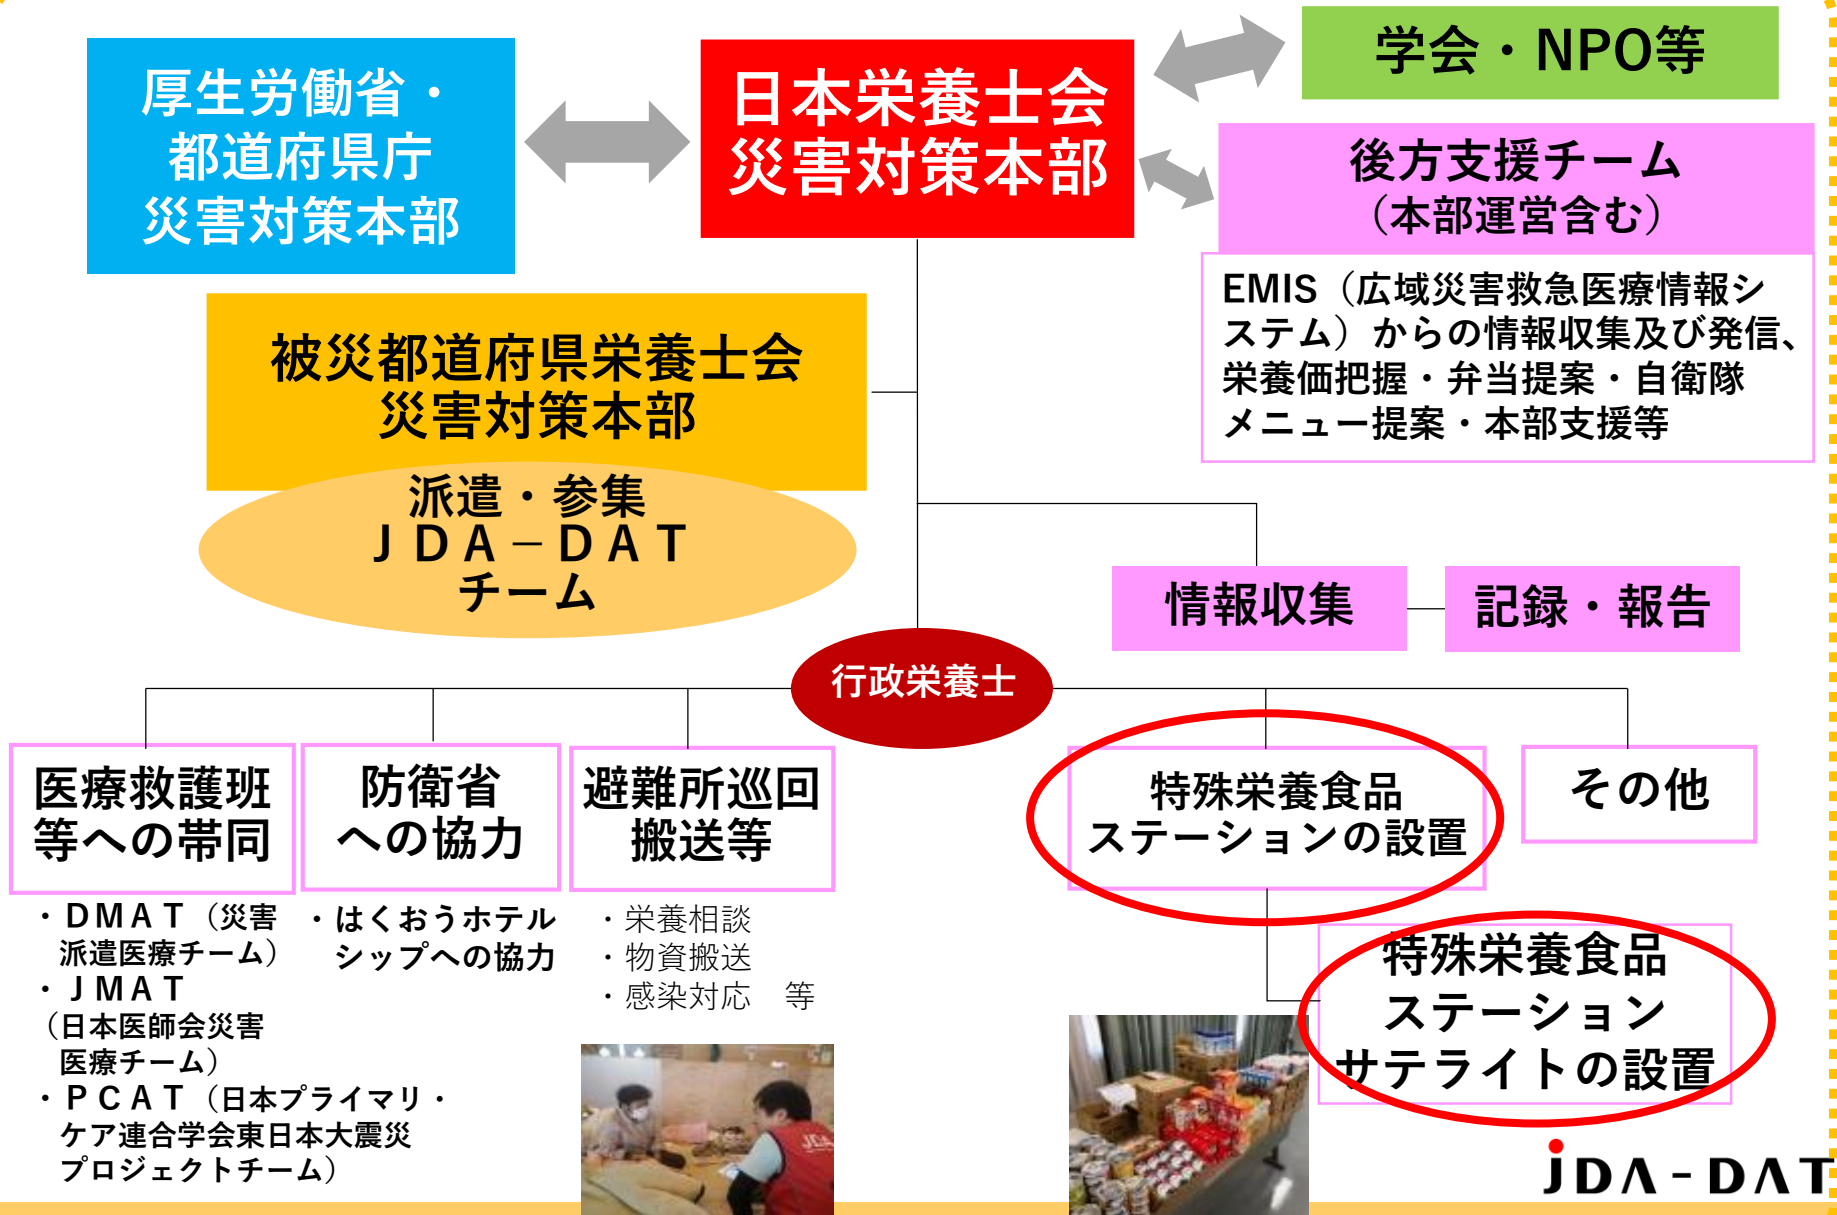 厚生労働省・
都道府県庁
災害対策本部
日本栄養士会
災害対策本部
学会・NPO等
後方支援チーム
（本部運営含む）
EMIS（広域災害救急医療情報シ
ステム）からの情報収集及び発信、
栄養価把握・弁当提案・自衛隊
メニュー提案・本部支援等
被災都道府県栄養士会
災害対策本部
派遣・参集
ＪＤＡ－ＤＡＴ
チーム
情報収集
記録・報告
行政栄養士
医療救護班
等への帯同
・ＤＭＡＴ（災害
派遣医療チーム）
・ＪＭＡＴ
（日本医師会災害
医療チーム）
・ＰＣＡＴ（日本プライマリ・
ケア連合学会東日本大震災
プロジェクトチーム）
防衛省
への協力
・はくおうホテル
シップへの協力
避難所巡回
搬送等
・栄養相談
・物資搬送
・感染対応　等
特殊栄養食品
ステーションの設置
その他
特殊栄養食品
ステーション
サテライトの設置
JDA
JDA-DAT